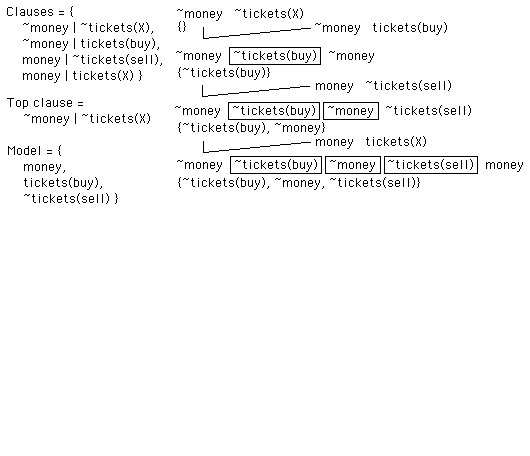 Clauses = {
~money | ~tickets(X),
~money | tickets(buy),
money | ~tickets(sell),
money | tickets(X) }
Top clause =
~money | ~tickets(X)
Model = {
money,
tickets(buy),
~tickets(sell) }
~money ~tickets(X)
{}
~money tickets(buy)
~money ~tickets(buy) ~money
{~tickets(buy)}
money ~tickets(sell)
~money ~tickets(buy) ~money ~tickets(sell)
{~tickets(buy), ~money}
money tickets(X)
~money ~tickets(buy) ~money ~tickets(sell) money
{~tickets(buy), ~money, ~tickets(sell)}